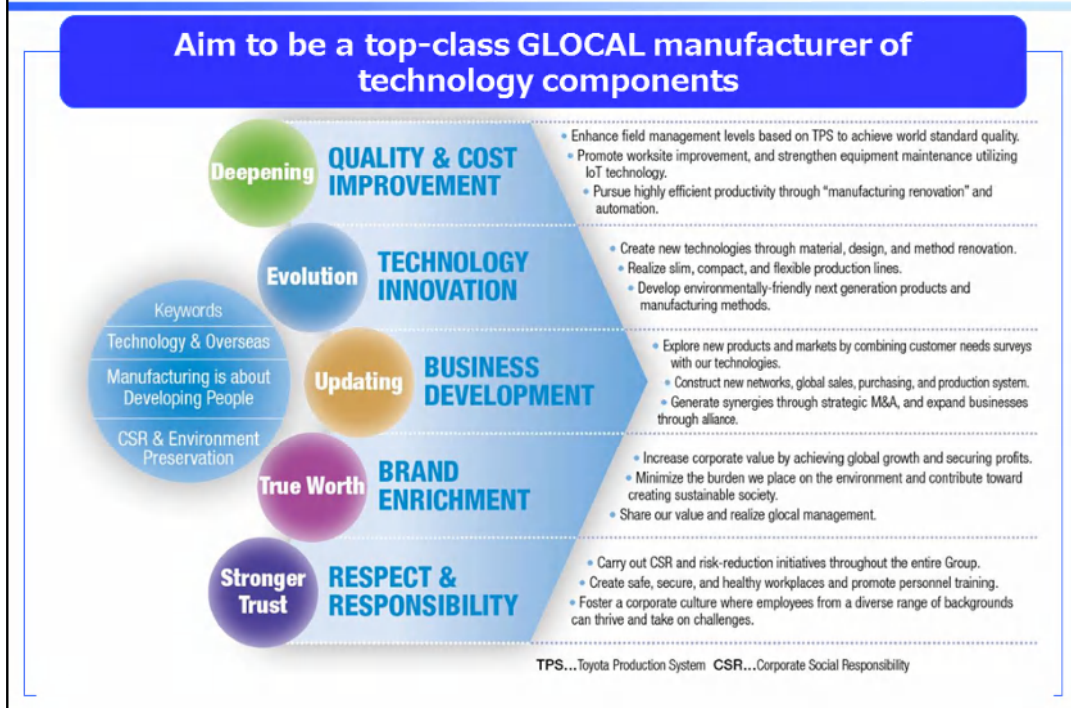 Aim to be a top-class GLOCAL manufacturer of
technology components
Deepening
QUALITY & COST
IMPROVEMENT
• Enhance field management levels based on TPS to achieve world standard quality.
• Promote worksite improvement, and strengthen equipment maintenance utilizing
IoT technology.
• Pursue highly efficient productivity through “manufacturing renovation” and
automation.
Evolution
TECHNOLOGY
INNOVATION
• Create new technologies through material, design, and method renovation.
• Realize slim, compact, and flexible production lines.
• Develop environmentally-friendly next generation products and
manufacturing methods.
Keywords
Technology & Overseas
Manufacturing is about
Developing People
CSR & Environment
Preservation
Updating
BUSINESS
DEVELOPMENT
• Explore new products and markets by combining customer needs surveys
with our technologies.
• Construct new networks, global sales, purchasing, and production system.
• Generate synergies through strategic M&A, and expand businesses
through alliance.
True Worth
BRAND
ENRICHMENT
• Increase corporate value by achieving global growth and securing profits.
• Minimize the burden we place on the environment and contribute toward
creating sustainable society.
• Share our value and realize glocal management.
Stronger
Trust
RESPECT &
RESPONSIBILITY
• Carry out CSR and risk-reduction initiatives throughout the entire Group.
• Create safe, secure, and healthy workplaces and promote personnel training.
• Foster a corporate culture where employees from a diverse range of backgrounds
can thrive and take on challenges.
TPS...Toyota Production System CSR...Corporate Social Responsibility